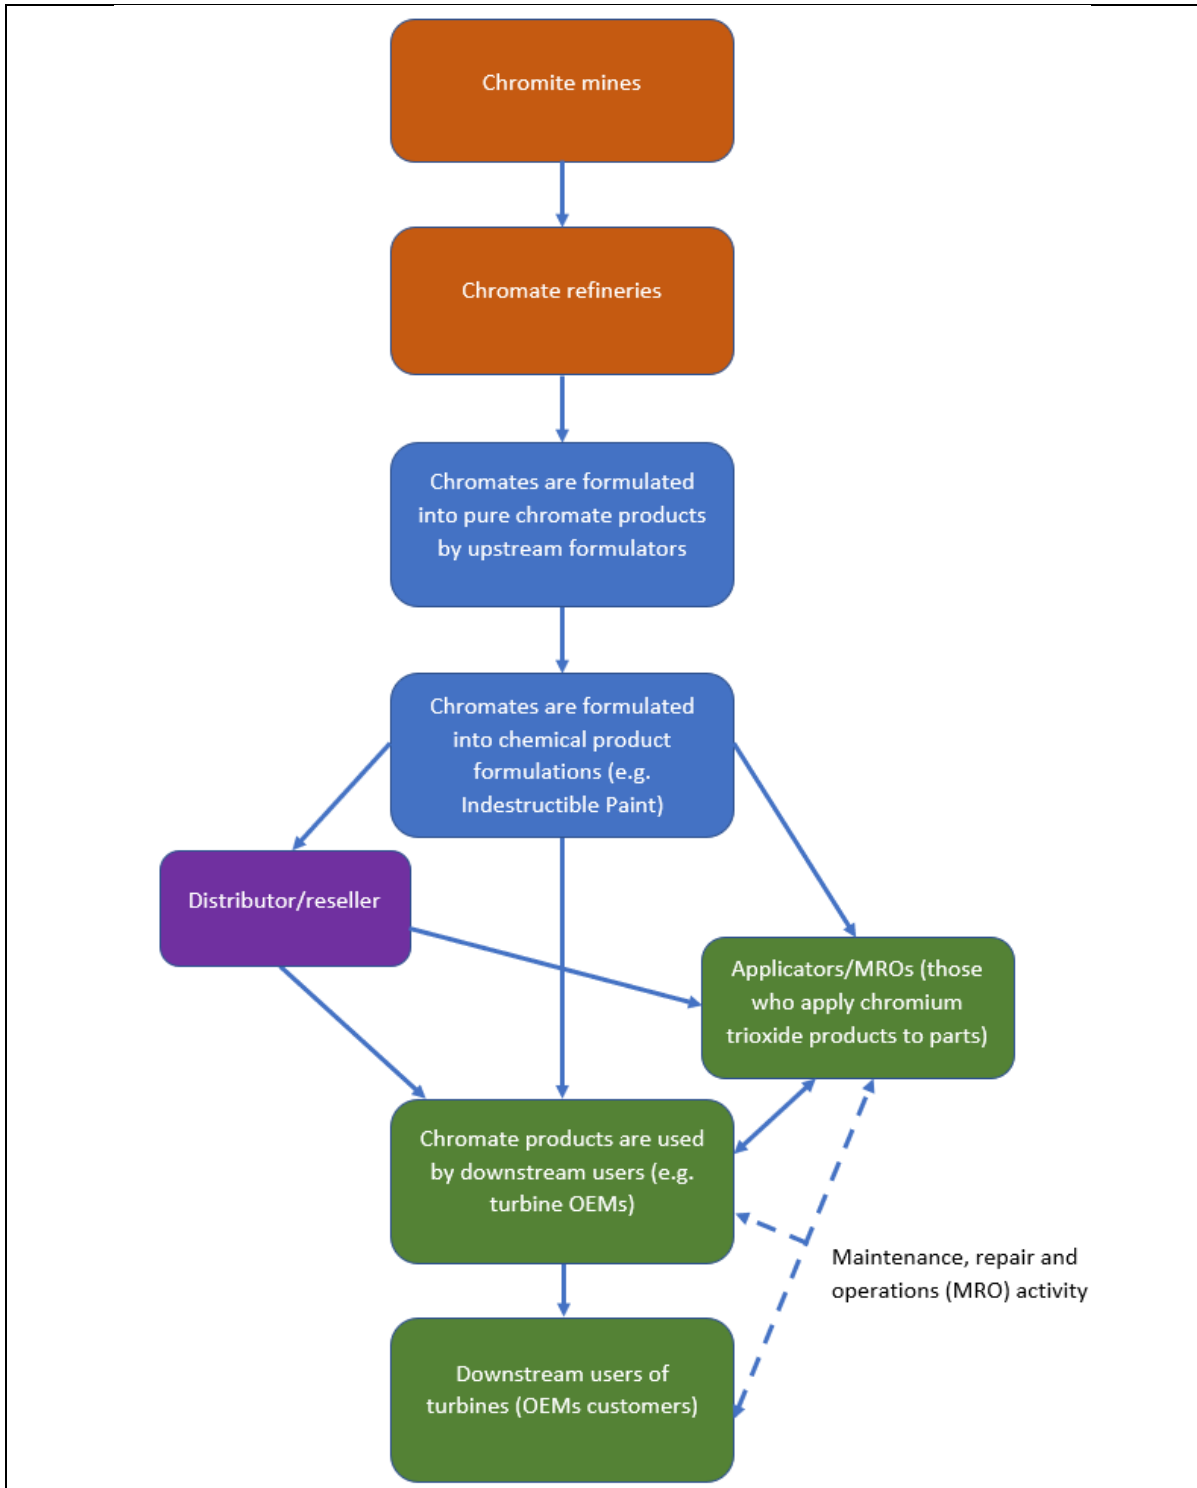 Chromite mines
Chromate refineries
Chromates are formulated
into pure chromate products
by upstream formulators
Chromates are formulated
into chemical product
formulations (e.g.
Indestructible Paint)
Distributor/reseller
Applicators/MROs (those
who apply chromium
trioxide products to parts)
Chromate products are used
by downstream users (e.g.
turbine OEMs)
Maintenance, repair and
operations (MRO) activity
Downstream users of
turbines (OEMs customers)